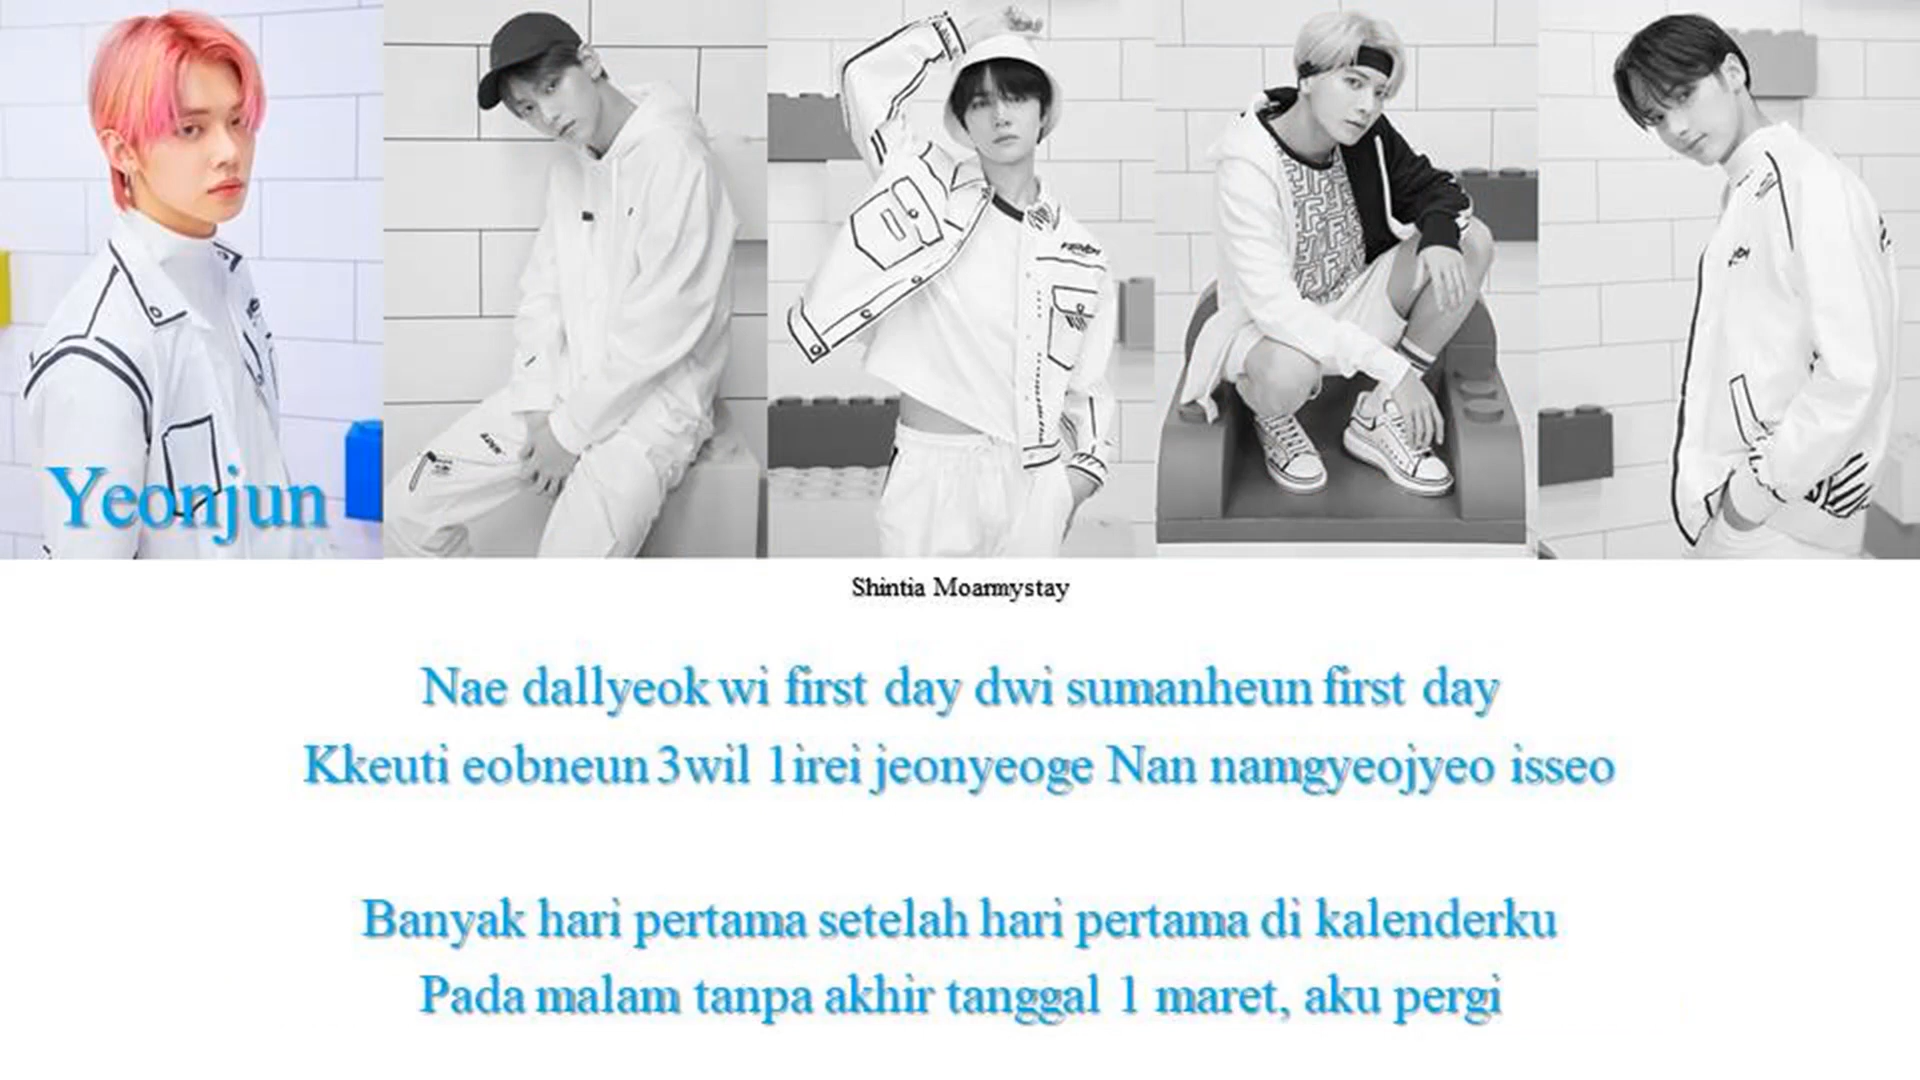 Yeonjun
Shintia Moarmystay
Nae dallyeok wi first day dwi sumanheun first day
Kkeuti eobneun 3wil 1irei jeonyeoge Nan namgyeojyeo isseo
Banyak hari pertama setelah hari pertama di kalenderku
Pada malam tanpa akhir tanggal 1 maret, aku pergi